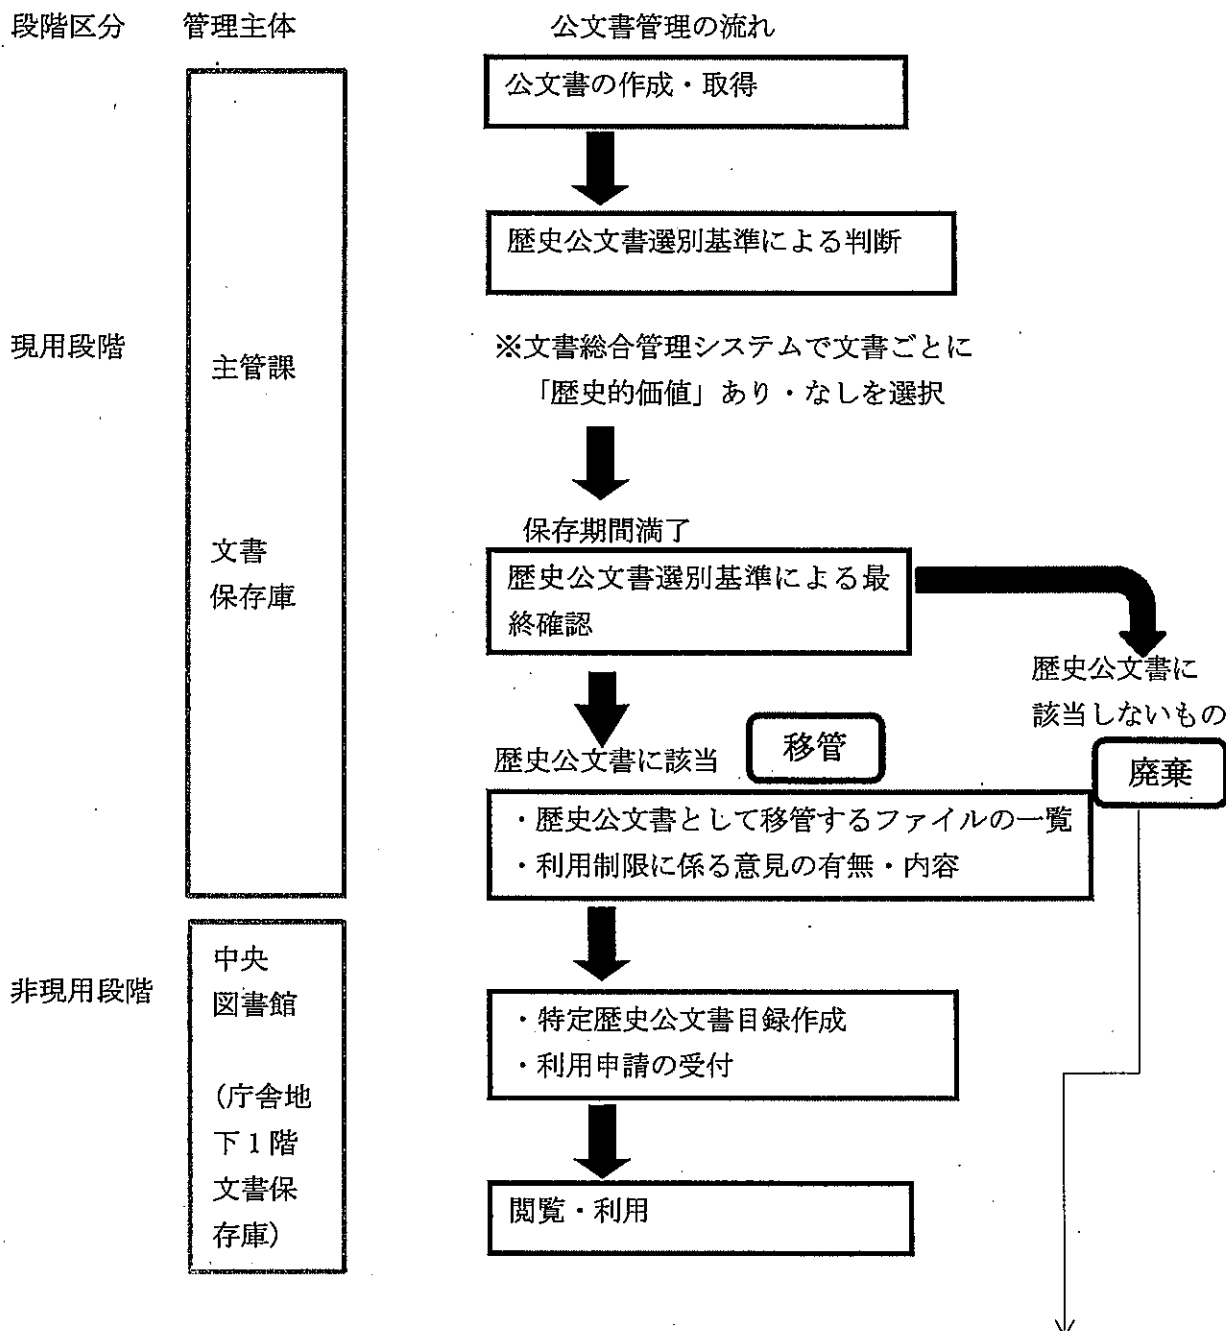 段階区分 管理主体 公文書管理の流れ
公文書の作成・取得
歴史公文書選別基準による判断
現用段階
主管課
※文書総合管理システムで文書ごとに
「歴史的価値」あり・なしを選択
文書
保存庫
保存期間満了
歴史公文書選別基準による最
終確認
歴史公文書に
該当しないもの
廃棄
歴史公文書に該当
移管
・歴史公文書として移管するファイルの一覧
・利用制限に係る意見の有無・内容
非現用段階
中央
図書館
(庁舎地
下1階
文書保
存庫)
・特定歴史公文書目録作成
・利用申請の受付
閲覧・利用